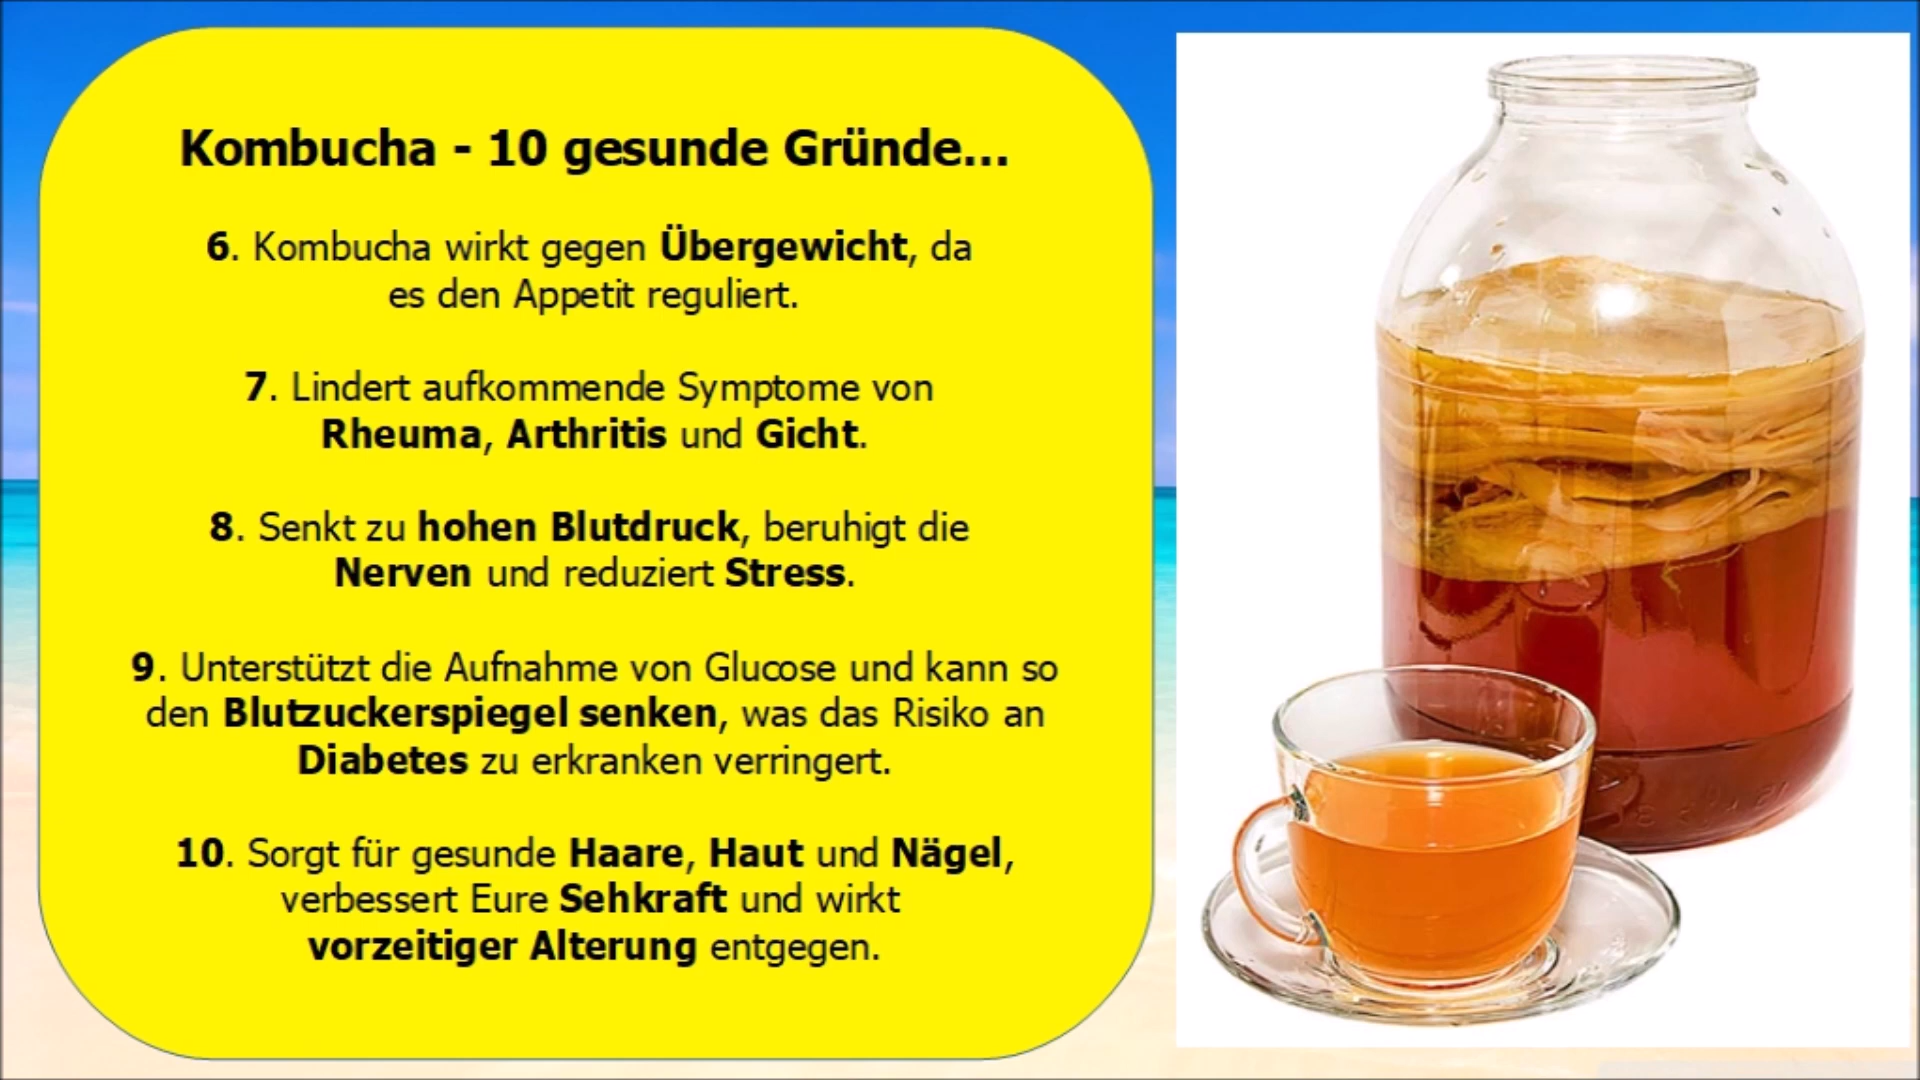 Kombucha - 10 gesunde Gründe...
6. Kombucha wirkt gegen Übergewicht, da
es den Appetit reguliert.
7. Lindert aufkommende Symptome von
Rheuma, Arthritis und Gicht.
8. Senkt zu hohen Blutdruck, beruhigt die
Nerven und reduziert Stress.
9. Unterstützt die Aufnahme von Glucose und kann so
den Blutzuckerspiegel senken, was das Risiko an
Diabetes zu erkranken verringert.
10. Sorgt für gesunde Haare, Haut und Nägel,
verbessert Eure Sehkraft und wirkt
vorzeitiger Alterung entgegen.